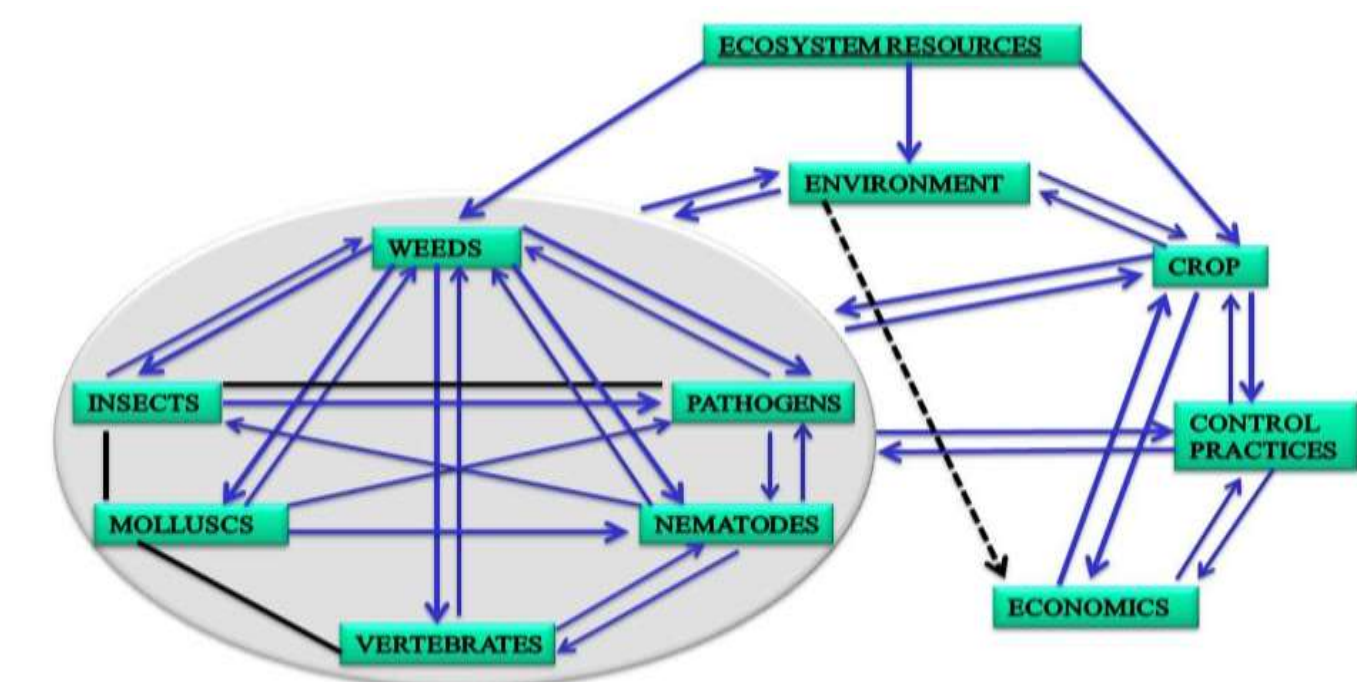 ECOSYSTEM RESOURCES
ENVIRONMENT
WEEDS
CROP
INSECTS
PATHOGENS
CONTROL
PRACTICES
MOLLUSCS
NEMATODES
ECONOMICS
VERTEBRATES